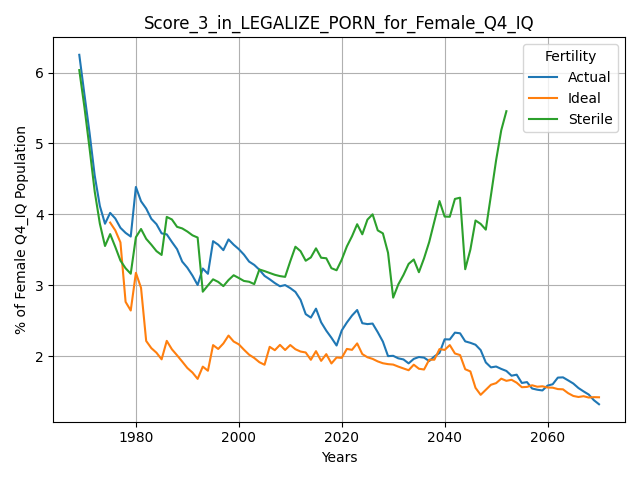 Score_3_in_LEGALIZE_PORN_for_Female_Q4_IQ
Fertility
Actual
Ideal
Sterile
% of Female Q4_IQ Population
6
5
4
3
2
1980
2000
2020
2040
2060
Years